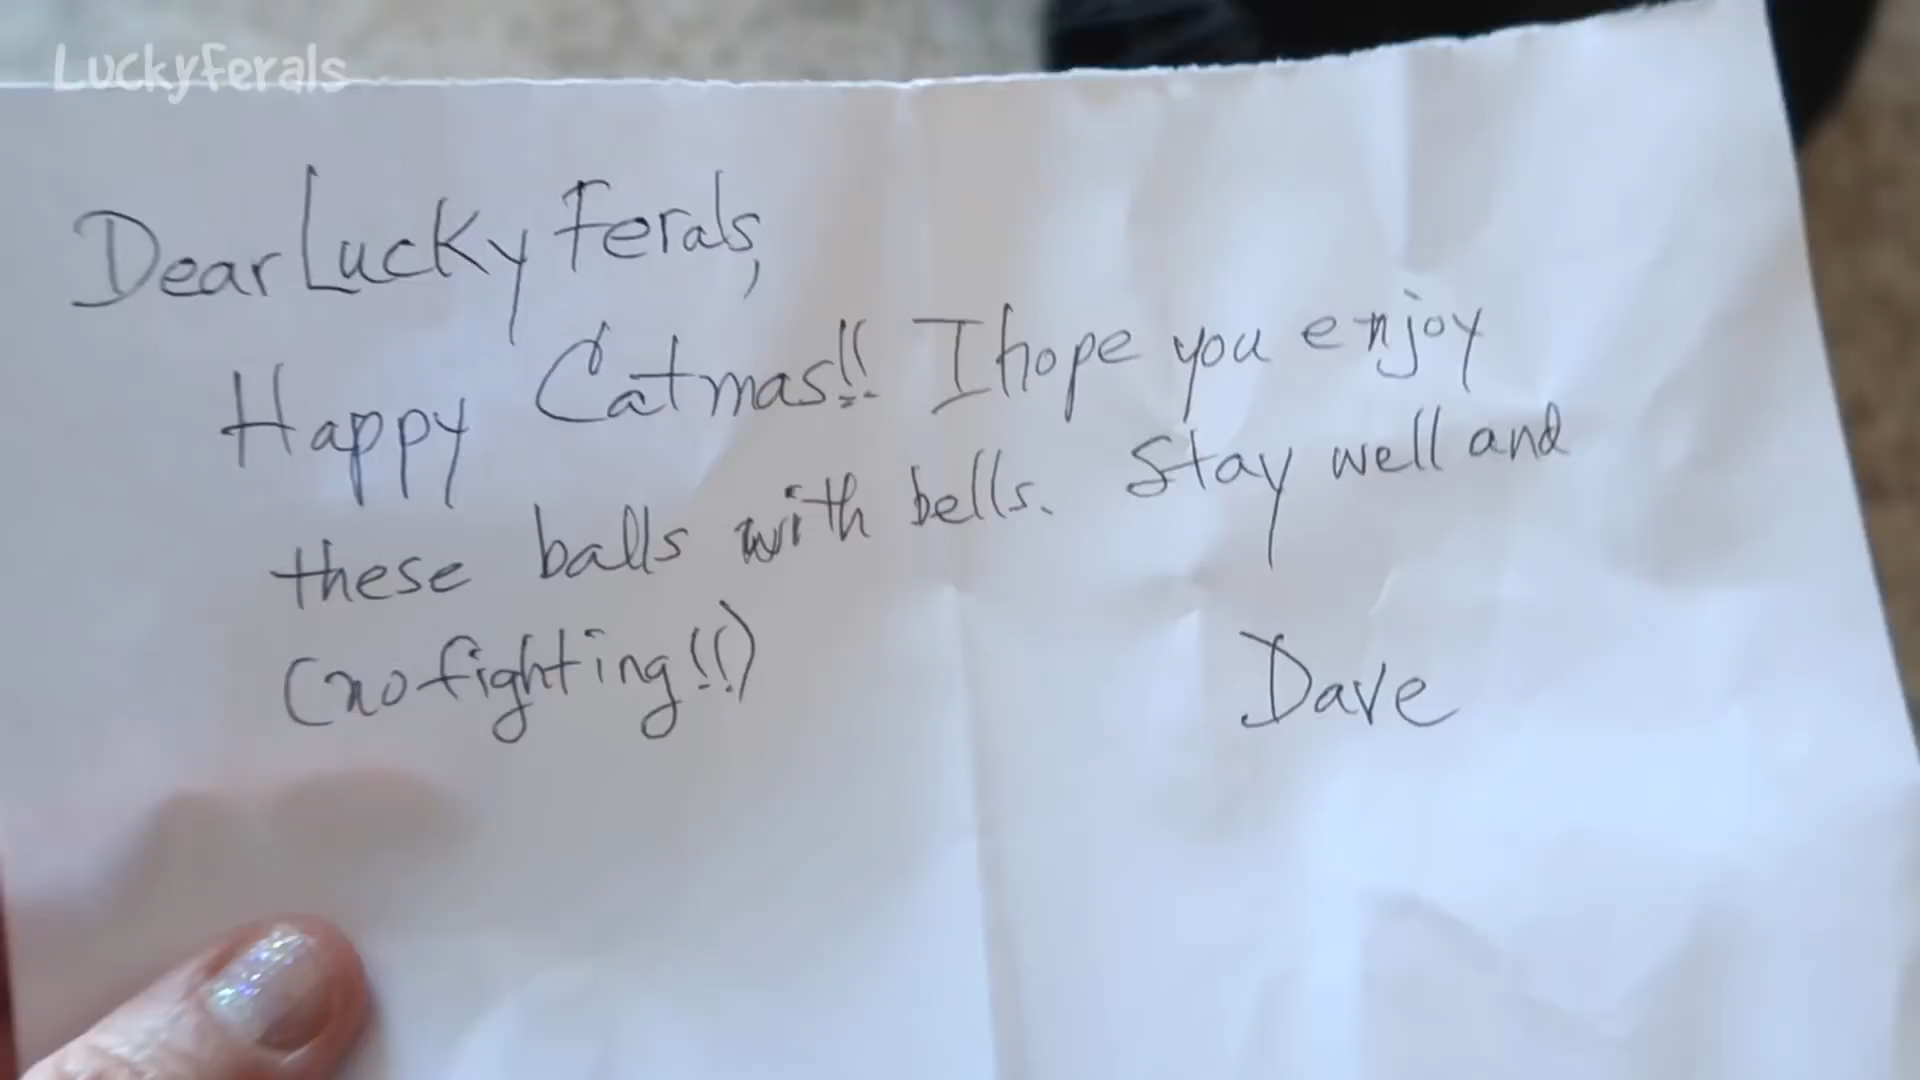 LuckyFerals
Dear Lucky Ferals,
Happy Catmas!! I hope you enjoy
these balls with bells. Stay well and
(no fighting!!)
Dave